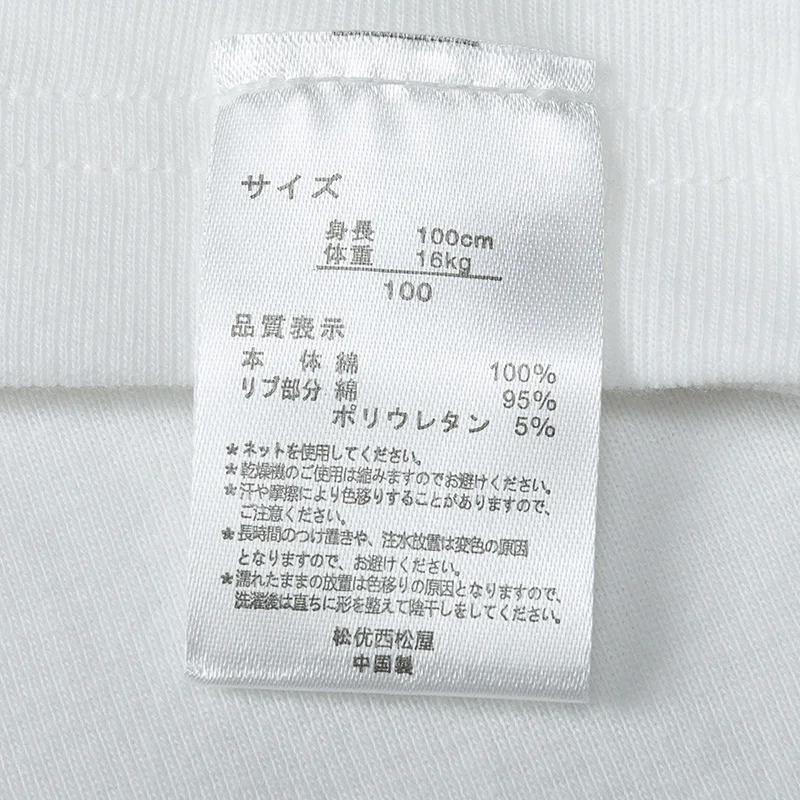 サイズ
身長 100cm
体重 16kg
100
品質表示
本 体 綿 100%
リブ部分 綿 95%
ポリウレタン 5%
*ネットを使用してください。
*乾燥機のご使用は縮みますのでお避けください。
*汗や摩擦により色移りすることがありますので、
ご注意ください。
*長時間のつけ置きや、注水放置は変色の原因
となりますので、お避けください。
*濡れたままの放置は色移りの原因となりますので、
洗濯後は直ちに形を整えて陰干しをしてください。
松优西松屋
中国製